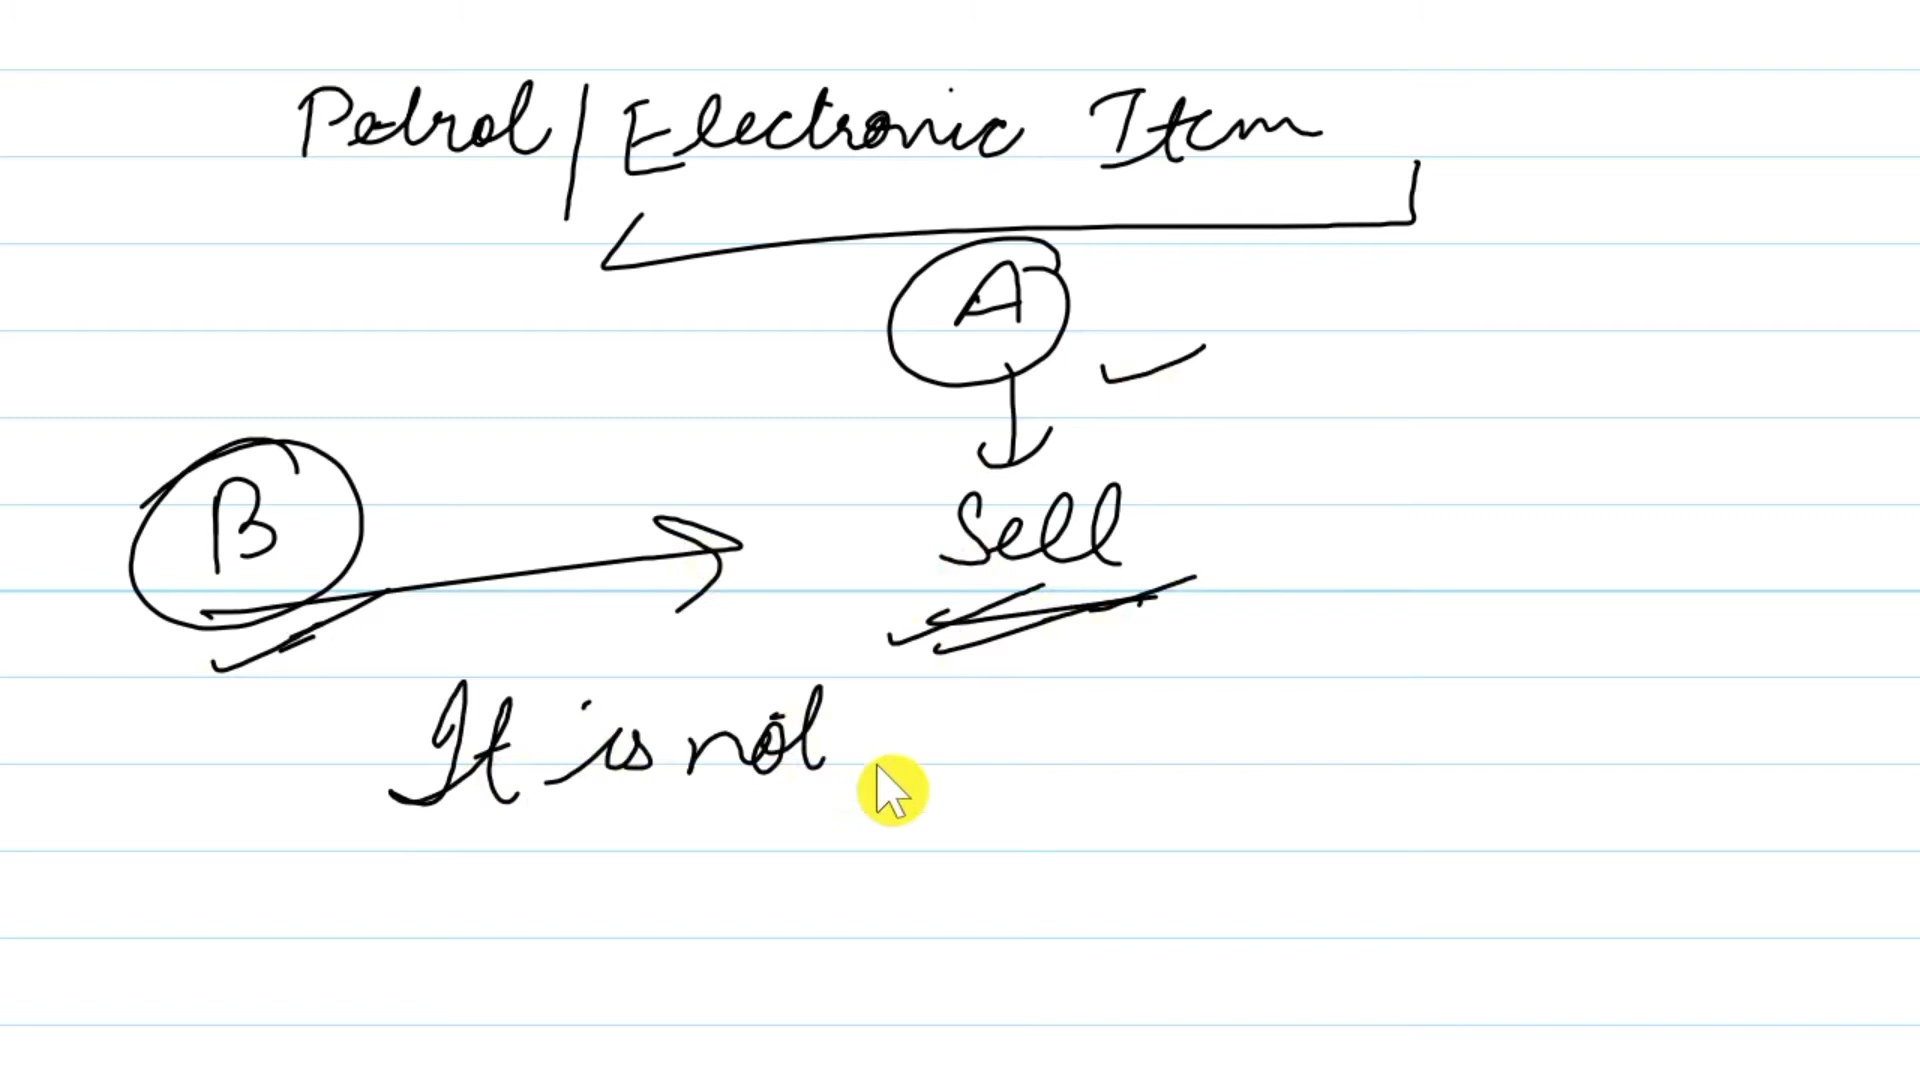 Petrol/Electronic Item
A
B
Sell
It is not